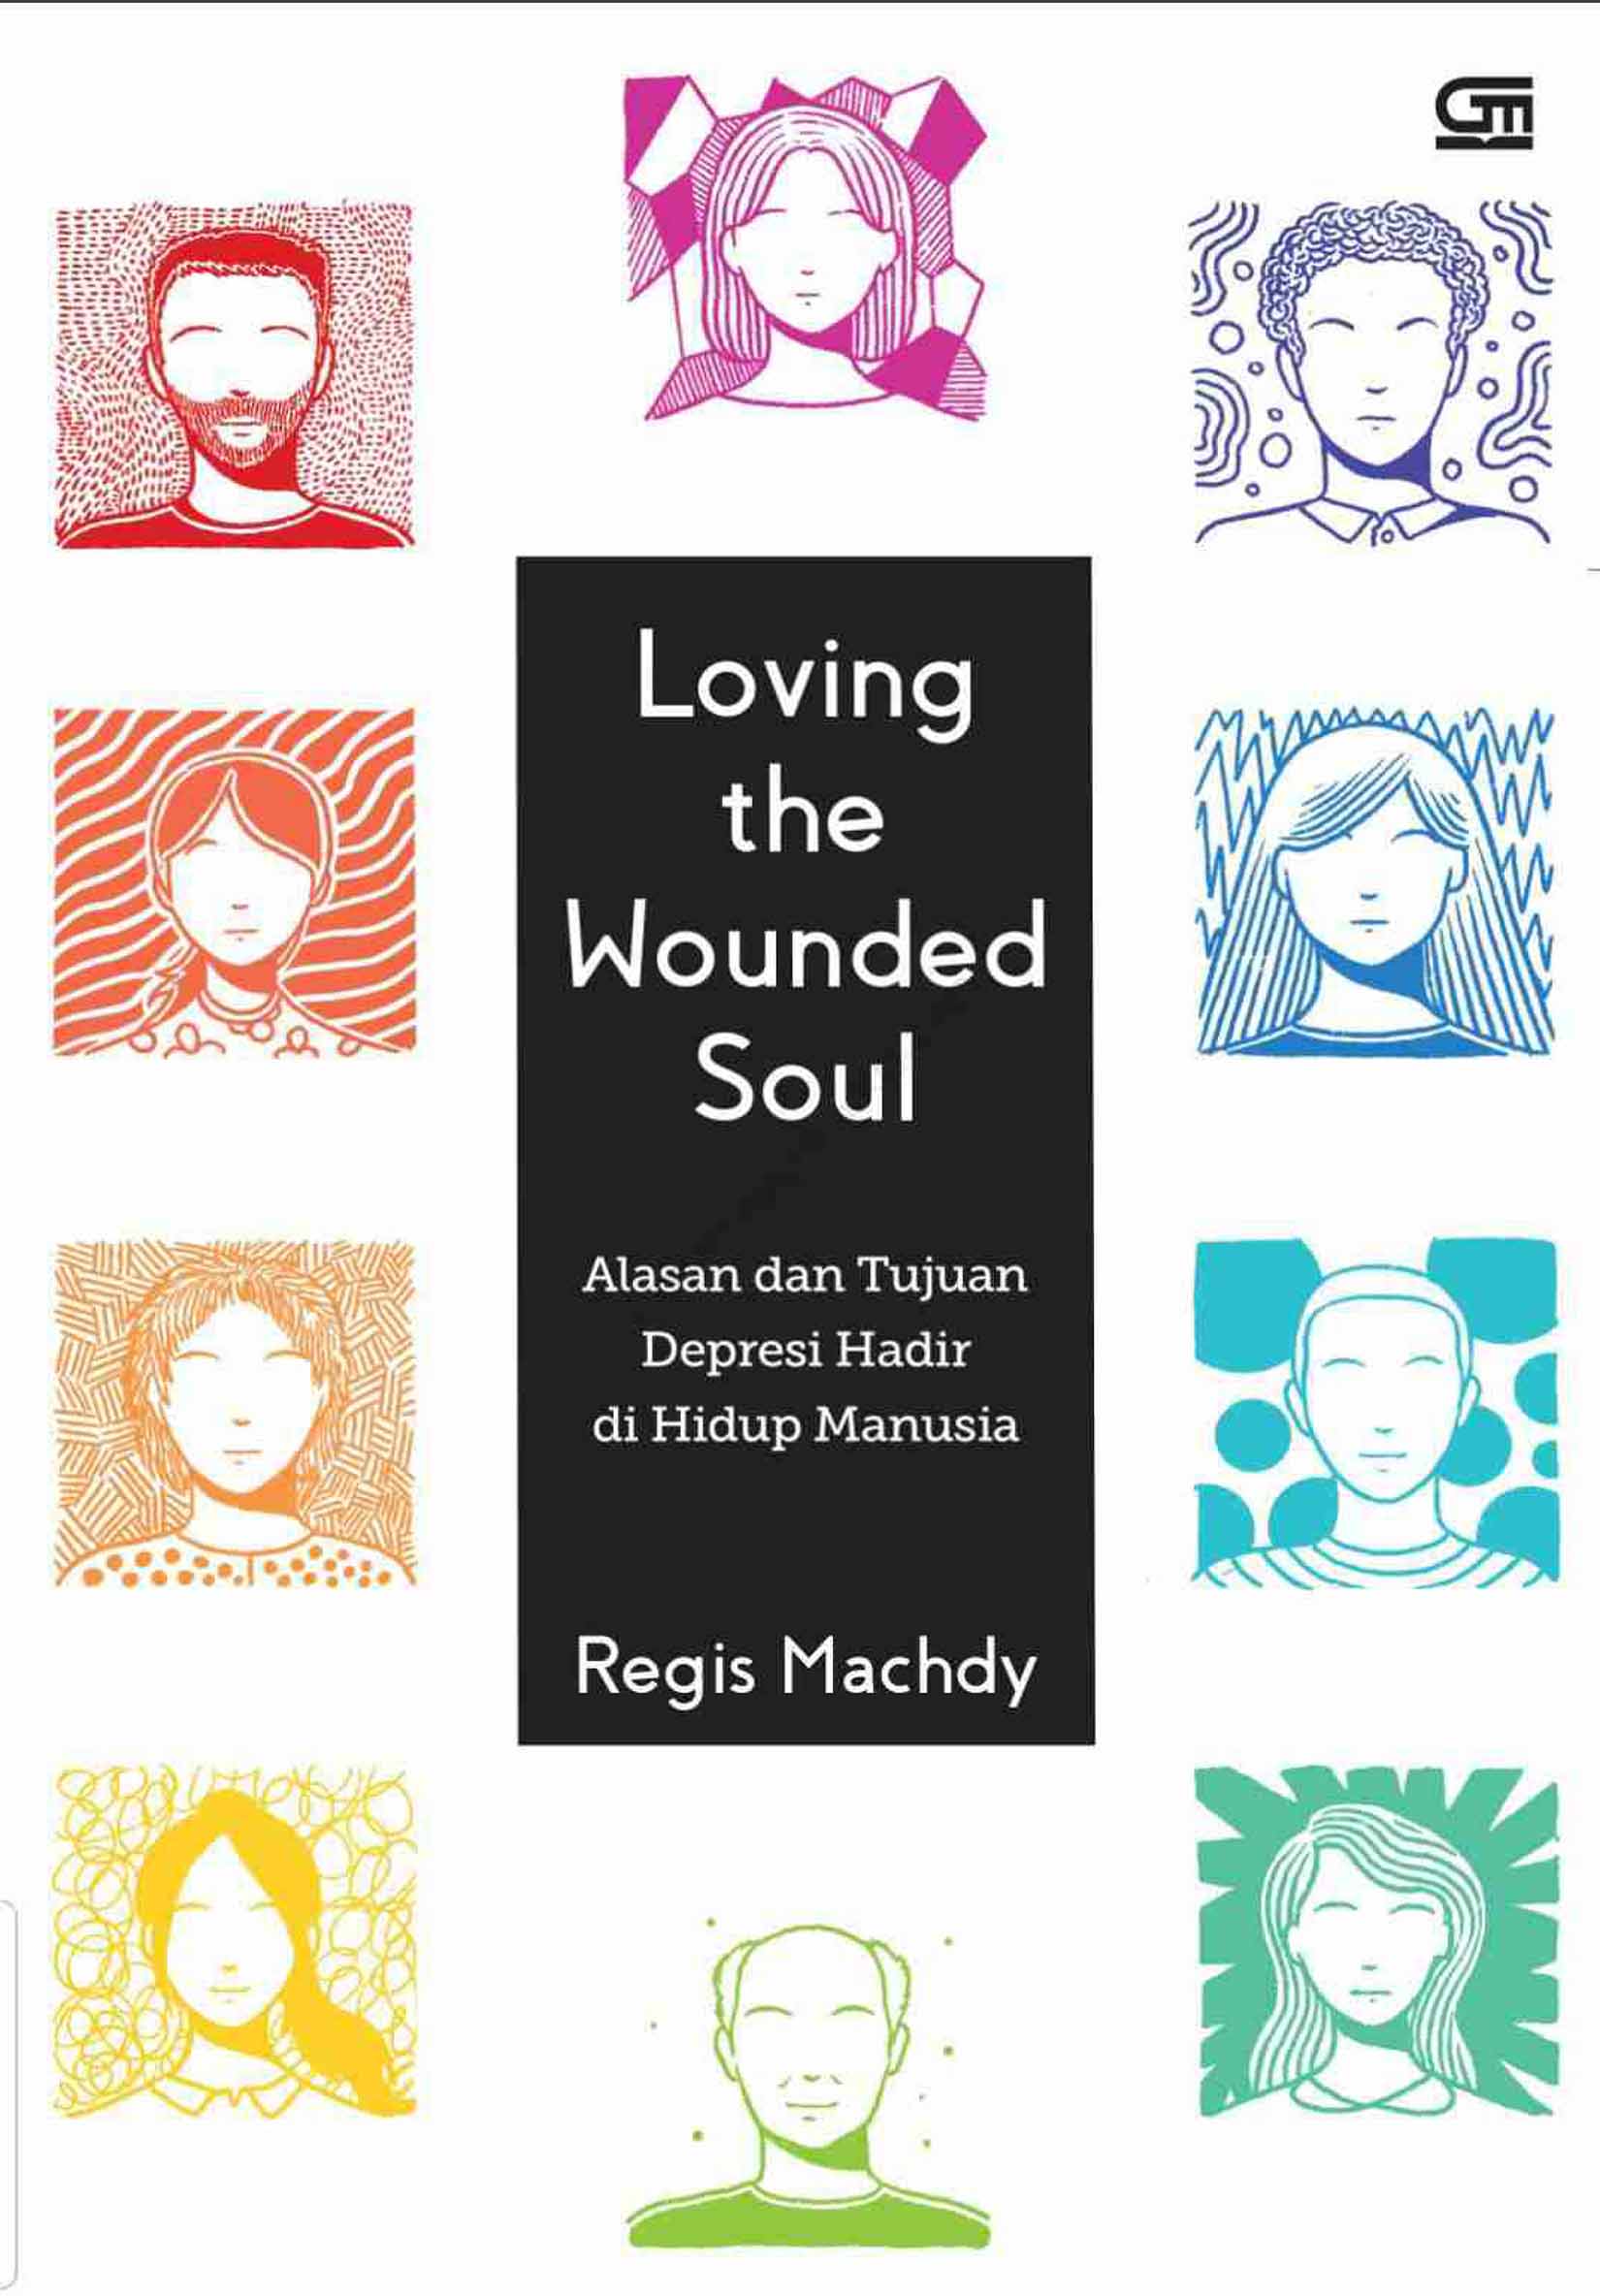 Loving
the
Wounded
Soul
Alasan dan Tujuan
Depresi Hadir
di Hidup Manusia
Regis Machdy